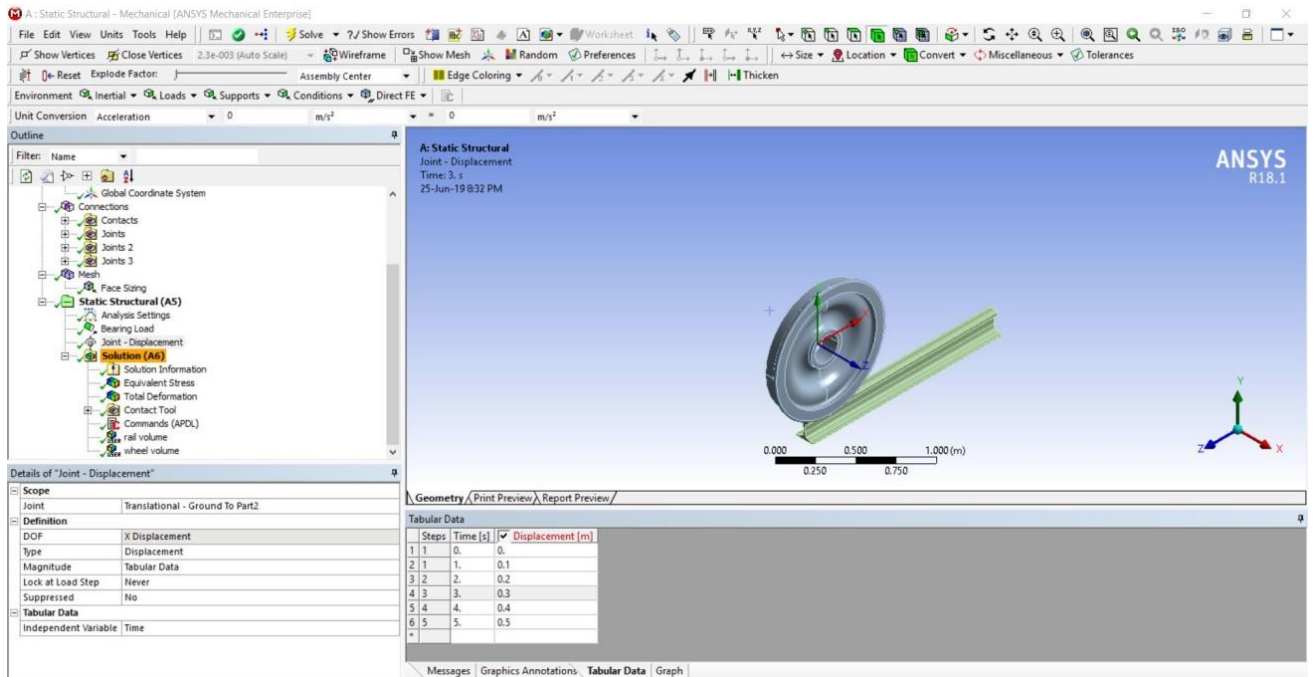 A : Static Structural - Mechanical [ANSYS Mechanical Enterprise]
File Edit View Units Tools Help Solve ?/ Show Errors Worksheet
Show Vertices Close Vertices 2.3e-003 (Auto Scale) Wireframe Show Mesh Random Preferences Size Location Convert Miscellaneous Tolerances
Reset Explode Factor: Assembly Center Edge Coloring Thicken
Environment Inertial Loads Supports Conditions Direct FE
Unit Conversion Acceleration 0 m/s² = 0 m/s²
Outline
Filter: Name
Global Coordinate System
Connections
Contacts
Joints
Joints 2
Joints 3
Mesh
Face Sizing
Static Structural (A5)
Analysis Settings
Bearing Load
Joint - Displacement
Solution (A6)
Solution Information
Equivalent Stress
Total Deformation
Contact Tool
Commands (APDL)
rail volume
wheel volume
Details of "Joint - Displacement"
Scope
Joint Translational - Ground To Part2
Definition
DOF X Displacement
Type Displacement
Magnitude Tabular Data
Lock at Load Step Never
Suppressed No
Tabular Data
Independent Variable Time
A: Static Structural
Joint - Displacement
Time: 3. s
25-Jun-19 8:32 PM
ANSYS
R18.1
X
Z
Y
Z
X
0.000 0.500 1.000 (m)
0.250 0.750
Geometry Print Preview Report Preview
Tabular Data
Steps Time [s] Displacement [m]
1 1 0. 0.
2 1 1. 0.1
3 2 2. 0.2
4 3 3. 0.3
5 4 4. 0.4
6 5 5. 0.5
*
Messages Graphics Annotations Tabular Data Graph